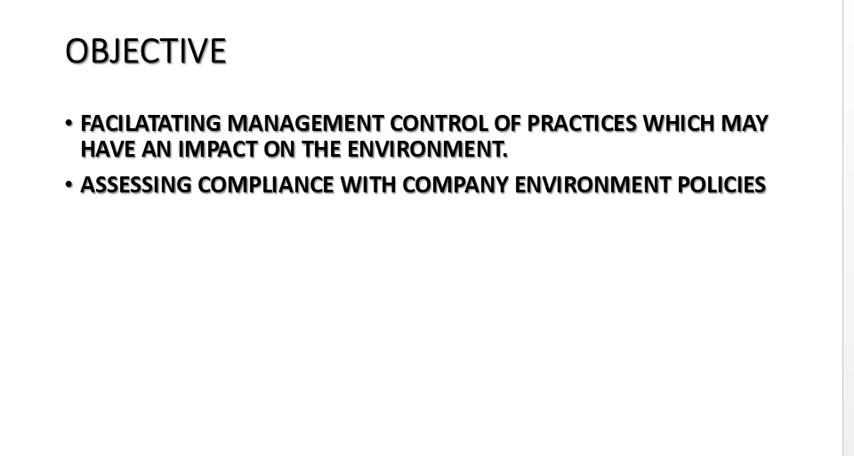 OBJECTIVE
• FACILATATING MANAGEMENT CONTROL OF PRACTICES WHICH MAY
HAVE AN IMPACT ON THE ENVIRONMENT.
• ASSESSING COMPLIANCE WITH COMPANY ENVIRONMENT POLICIES